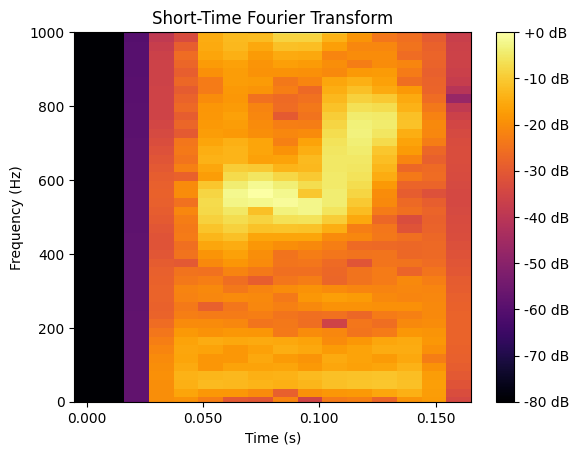 Short-Time Fourier Transform
1000
800
600
400
200
0
Frequency (Hz)
0.000
0.050
0.100
0.150
Time (s)
+0 dB
-10 dB
-20 dB
-30 dB
-40 dB
-50 dB
-60 dB
-70 dB
-80 dB